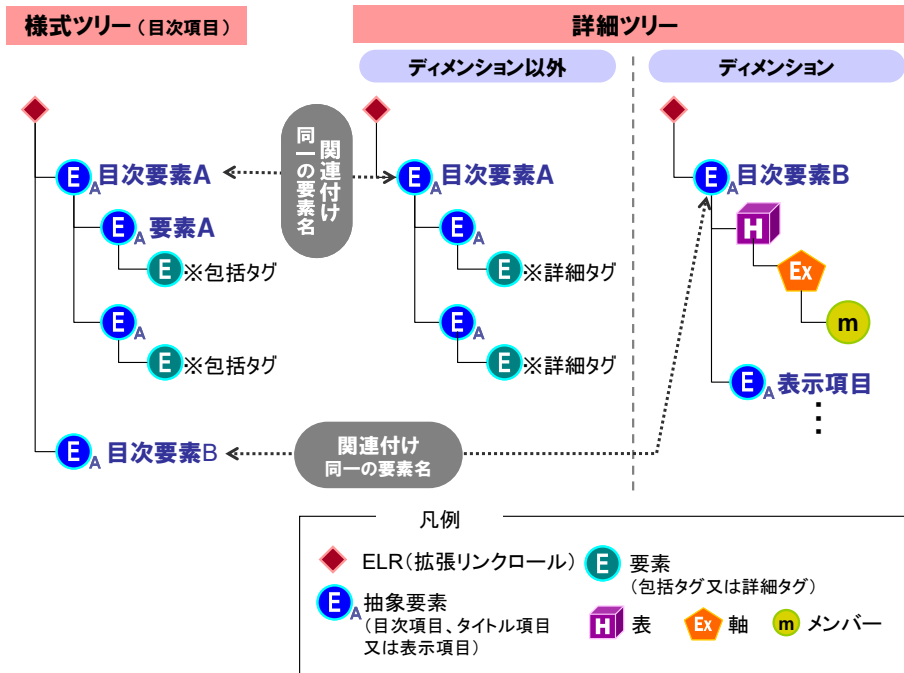 様式ツリー（目次項目）
詳細ツリー
ディメンション以外
ディメンション
関連付け
同一の要素名
E A 目次要素A
E A 要素A
E ※包括タグ
E A
E ※包括タグ
E A 目次要素B
E A 目次要素A
E A
E ※詳細タグ
E A
E ※詳細タグ
E A 目次要素B
H
Ex
m
E A 表示項目
⋮
関連付け
同一の要素名
凡例
ELR（拡張リンクロール）
E 要素
（包括タグ又は詳細タグ）
E A 抽象要素
（目次項目、タイトル項目
又は表示項目）
H 表
Ex 軸
m メンバー